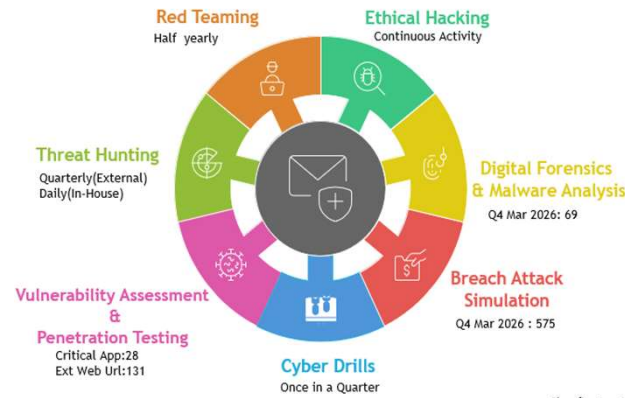 Red Teaming
Half yearly
Ethical Hacking
Continuous Activity
Threat Hunting
Quarterly(External)
Daily(In-House)
Digital Forensics
& Malware Analysis
Q4 Mar 2026: 69
Breach Attack
Simulation
Q4 Mar 2026 : 575
Vulnerability Assessment
&
Penetration Testing
Critical App:28
Ext Web Url:131
Cyber Drills
Once in a Quarter